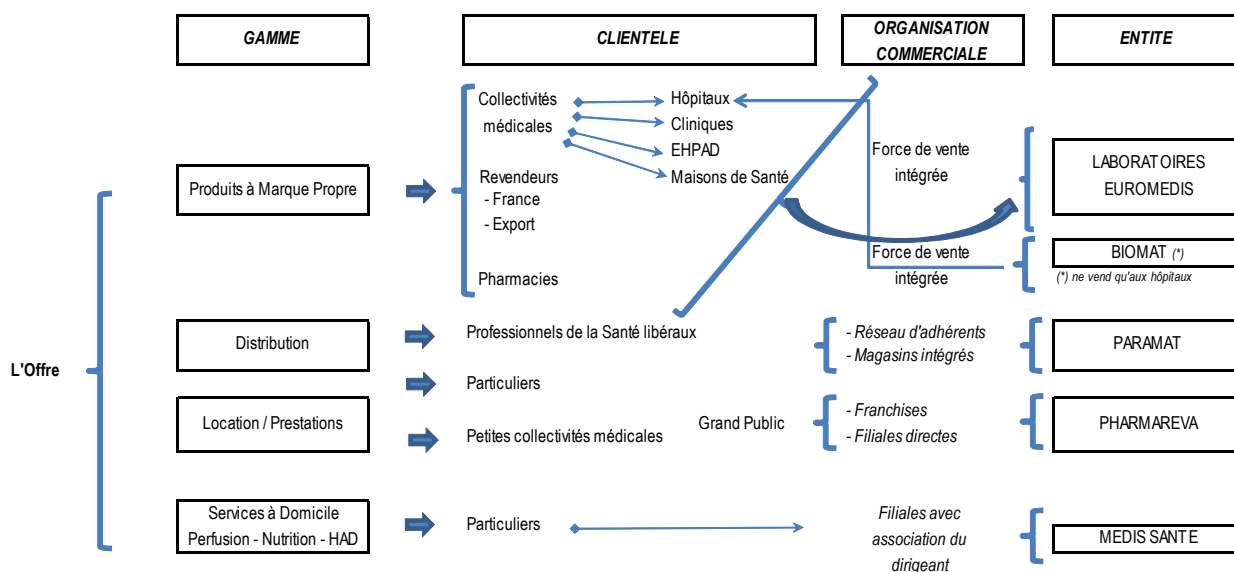 GAMME
CLIENTELE
ORGANISATION
COMMERCIALE
ENTITE
Collectivités
médicales
Hôpitaux
Cliniques
EHPAD
Maisons de Santé
Revendeurs
- France
- Export
Pharmacies
Produits à Marque Propre
Force de vente
intégrée
LABORATOIRES
EUROMEDIS
Force de vente
intégrée
BIOMAT (*)
(*) ne vend qu'aux hôpitaux
L'Offre
Distribution
Professionnels de la Santé libéraux
- Réseau d'adhérents
- Magasins intégrés
PARAMAT
Particuliers
Location / Prestations
Petites collectivités médicales
Grand Public
- Franchises
- Filiales directes
PHARMAREVA
Services à Domicile
Perfusion - Nutrition - HAD
Particuliers
Filiales avec
association du
dirigeant
MEDIS SANTE